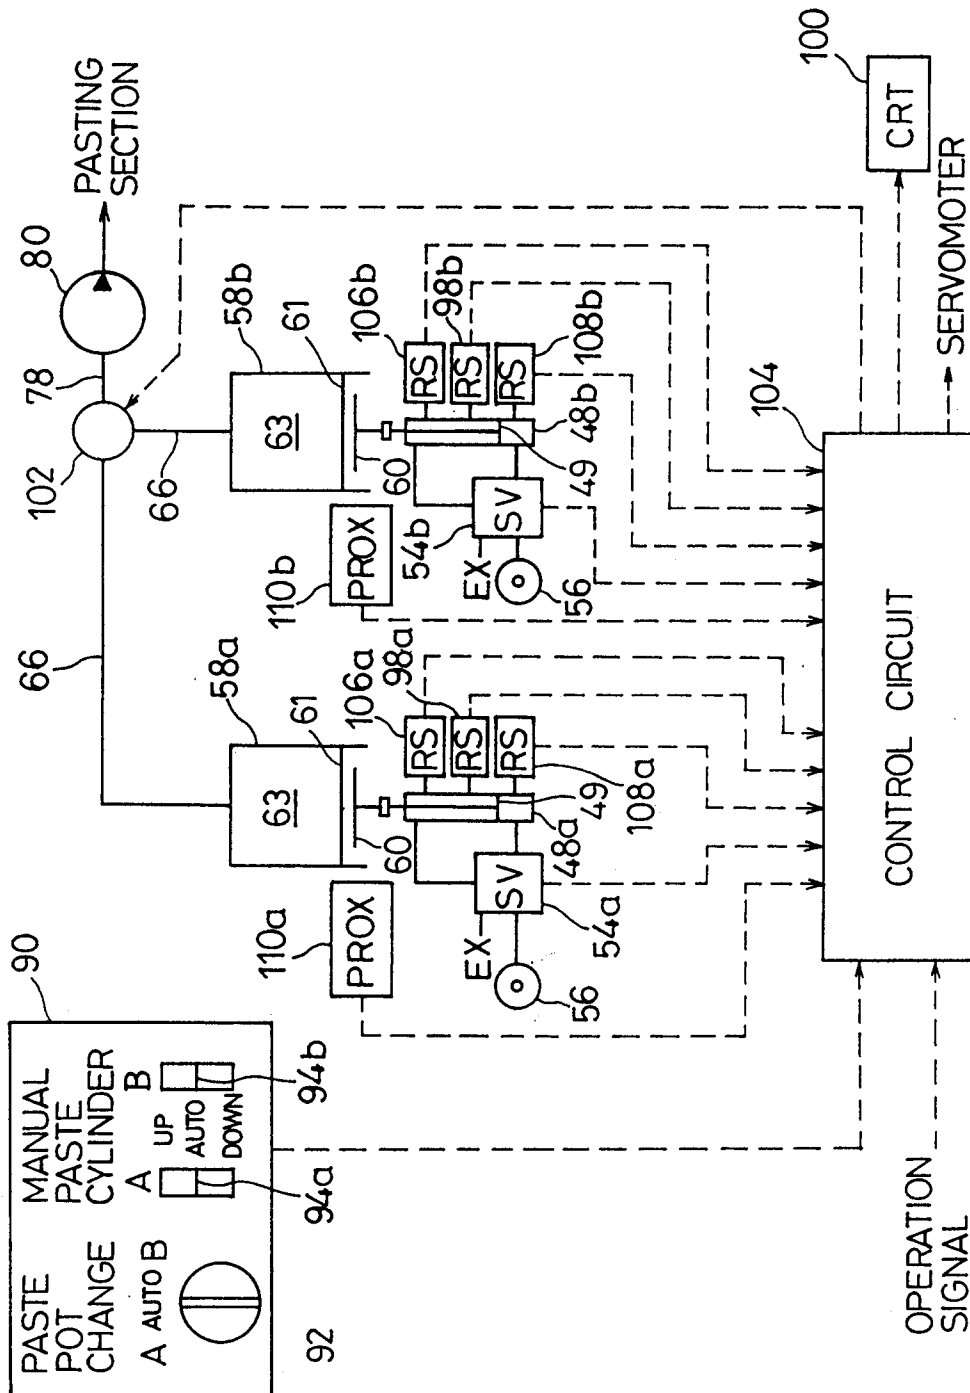 PASTE
POT
CHANGE
A AUTO B
92
MANUAL
PASTE
CYLINDER
A
B
UP
AUTO
DOWN
94a
94b
90
66
102
66
78
80
PASTING
SECTION
58a
61
63
60
110a
PROX
106a
RS
98a
RS
RS
108a
49
48a
SV
54a
EX
56
58b
61
63
60
110b
PROX
106b
RS
98b
RS
RS
108b
49
48b
SV
54b
EX
56
OPERATION
SIGNAL
CONTROL CIRCUIT
104
SERVOMOTER
CRT
100